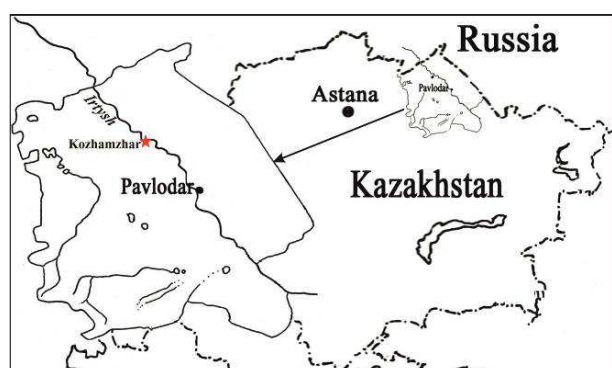 Russia
Irtysh
Astana
Pavlodar
Kozhamzhar
Pavlodar
Kazakhstan